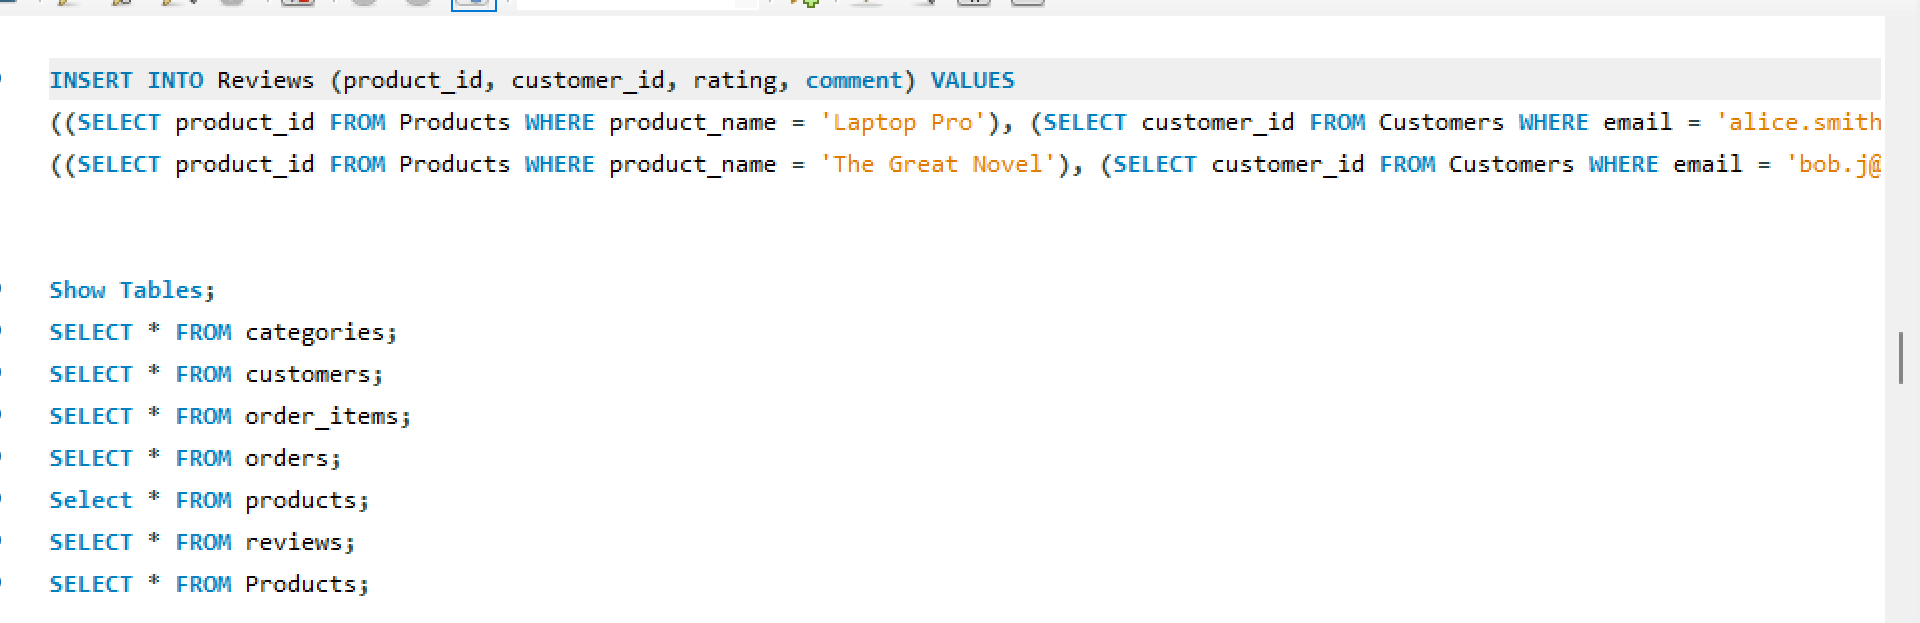 INSERT INTO Reviews (product_id, customer_id, rating, comment) VALUES
((SELECT product_id FROM Products WHERE product_name = 'Laptop Pro'), (SELECT customer_id FROM Customers WHERE email = 'alice.smith
((SELECT product_id FROM Products WHERE product_name = 'The Great Novel'), (SELECT customer_id FROM Customers WHERE email = 'bob.j@
Show Tables;
SELECT * FROM categories;
SELECT * FROM customers;
SELECT * FROM order_items;
SELECT * FROM orders;
Select * FROM products;
SELECT * FROM reviews;
SELECT * FROM Products;